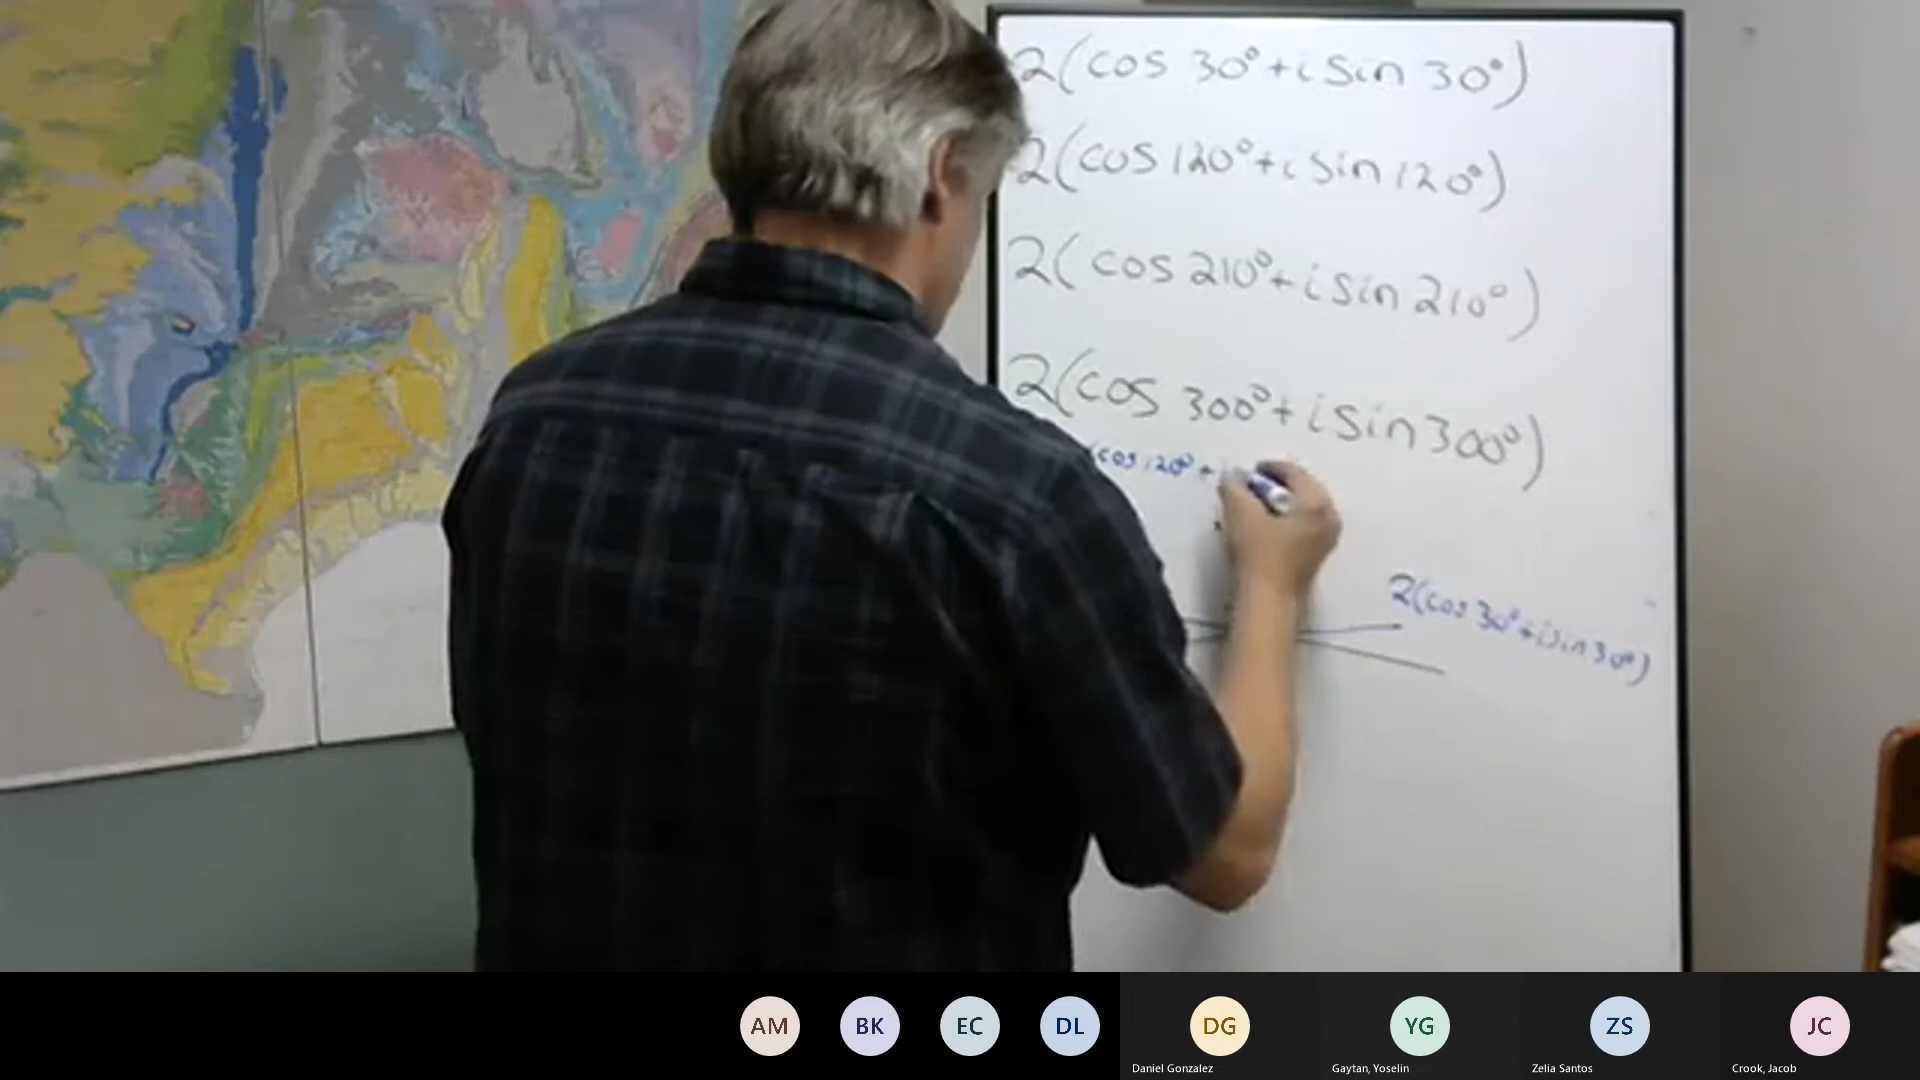 2(cos 30° + i sin 30°)
2(cos 120° + i sin 120°)
2(cos 210° + i sin 210°)
2(cos 300° + i sin 300°)
(cos 120° +
2(cos 30° + i sin 30°)
AM BK EC DL DG YG ZS JC
Daniel Gonzalez Gaytan, Yoselin Zelia Santos Crook, Jacob